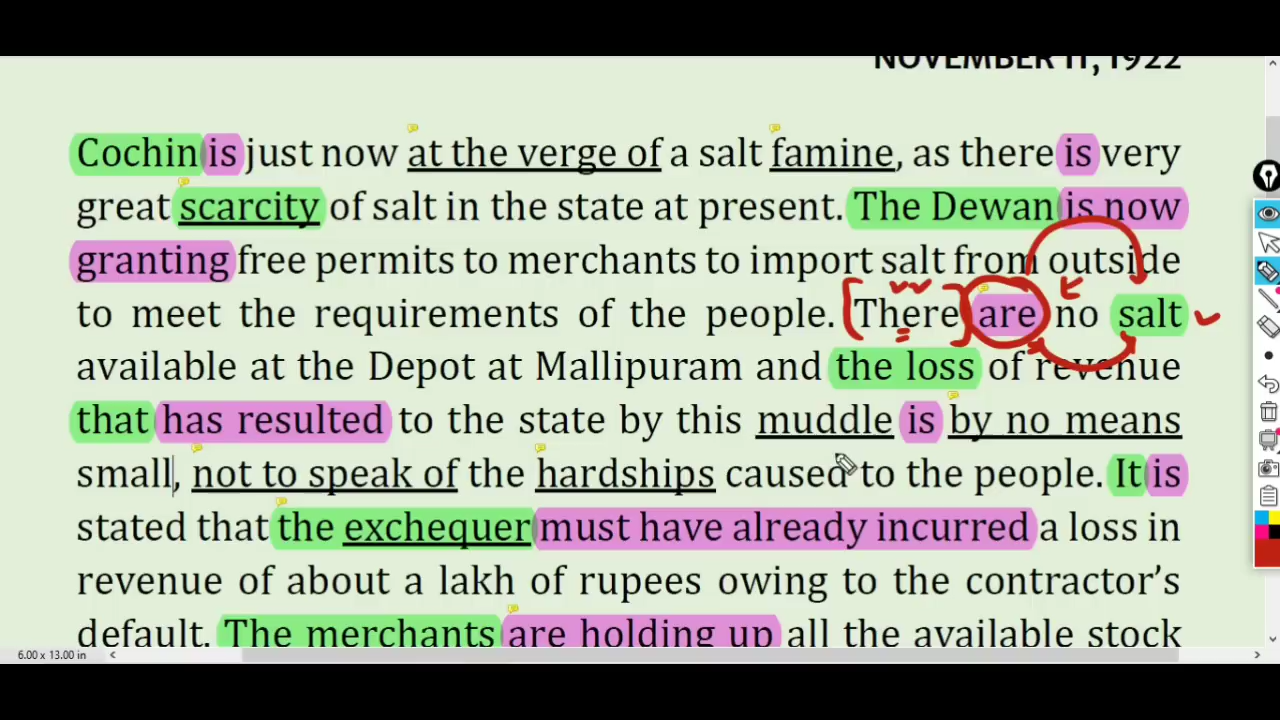 NOVEMBER 11, 1922
Cochin is just now at the verge of a salt famine, as there is very
great scarcity of salt in the state at present. The Dewan is now
granting free permits to merchants to import salt from outside
to meet the requirements of the people. There are no salt
available at the Depot at Mallipuram and the loss of revenue
that has resulted to the state by this muddle is by no means
small, not to speak of the hardships caused to the people. It is
stated that the exchequer must have already incurred a loss in
revenue of about a lakh of rupees owing to the contractor's
default. The merchants are holding up all the available stock
6.00 x 13.00 in